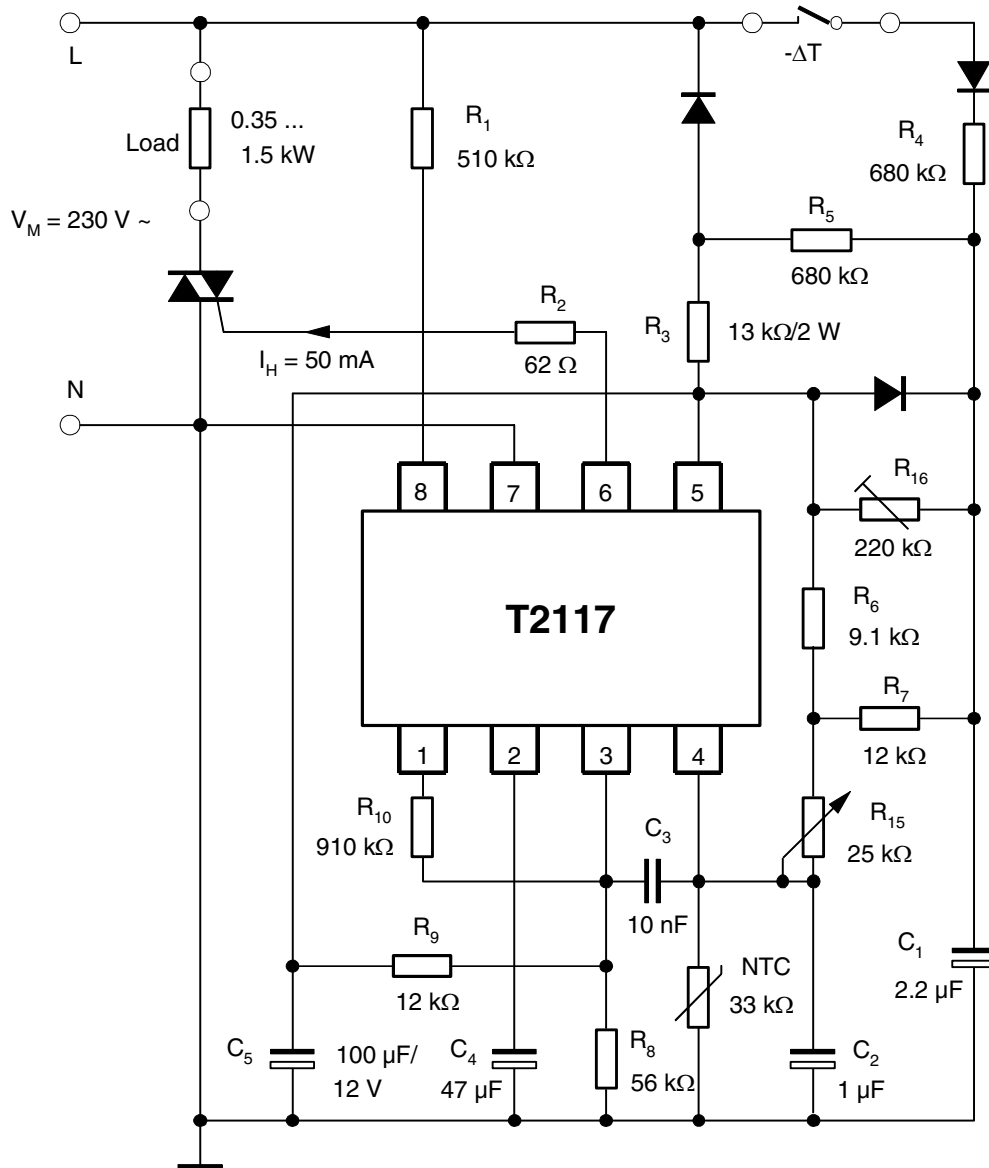 L
-ΔT
Load
0.35 ...
1.5 kW
R1
510 kΩ
R4
680 kΩ
VM = 230 V ~
R5
680 kΩ
R2
62 Ω
IH = 50 mA
R3
13 kΩ/2 W
N
8
7
6
5
R16
220 kΩ
T2117
R6
9.1 kΩ
R7
12 kΩ
1
2
3
4
R10
910 kΩ
C3
10 nF
R15
25 kΩ
R9
12 kΩ
NTC
33 kΩ
C1
2.2 µF
C5
100 µF/
12 V
C4
47 µF
R8
56 kΩ
C2
1 µF